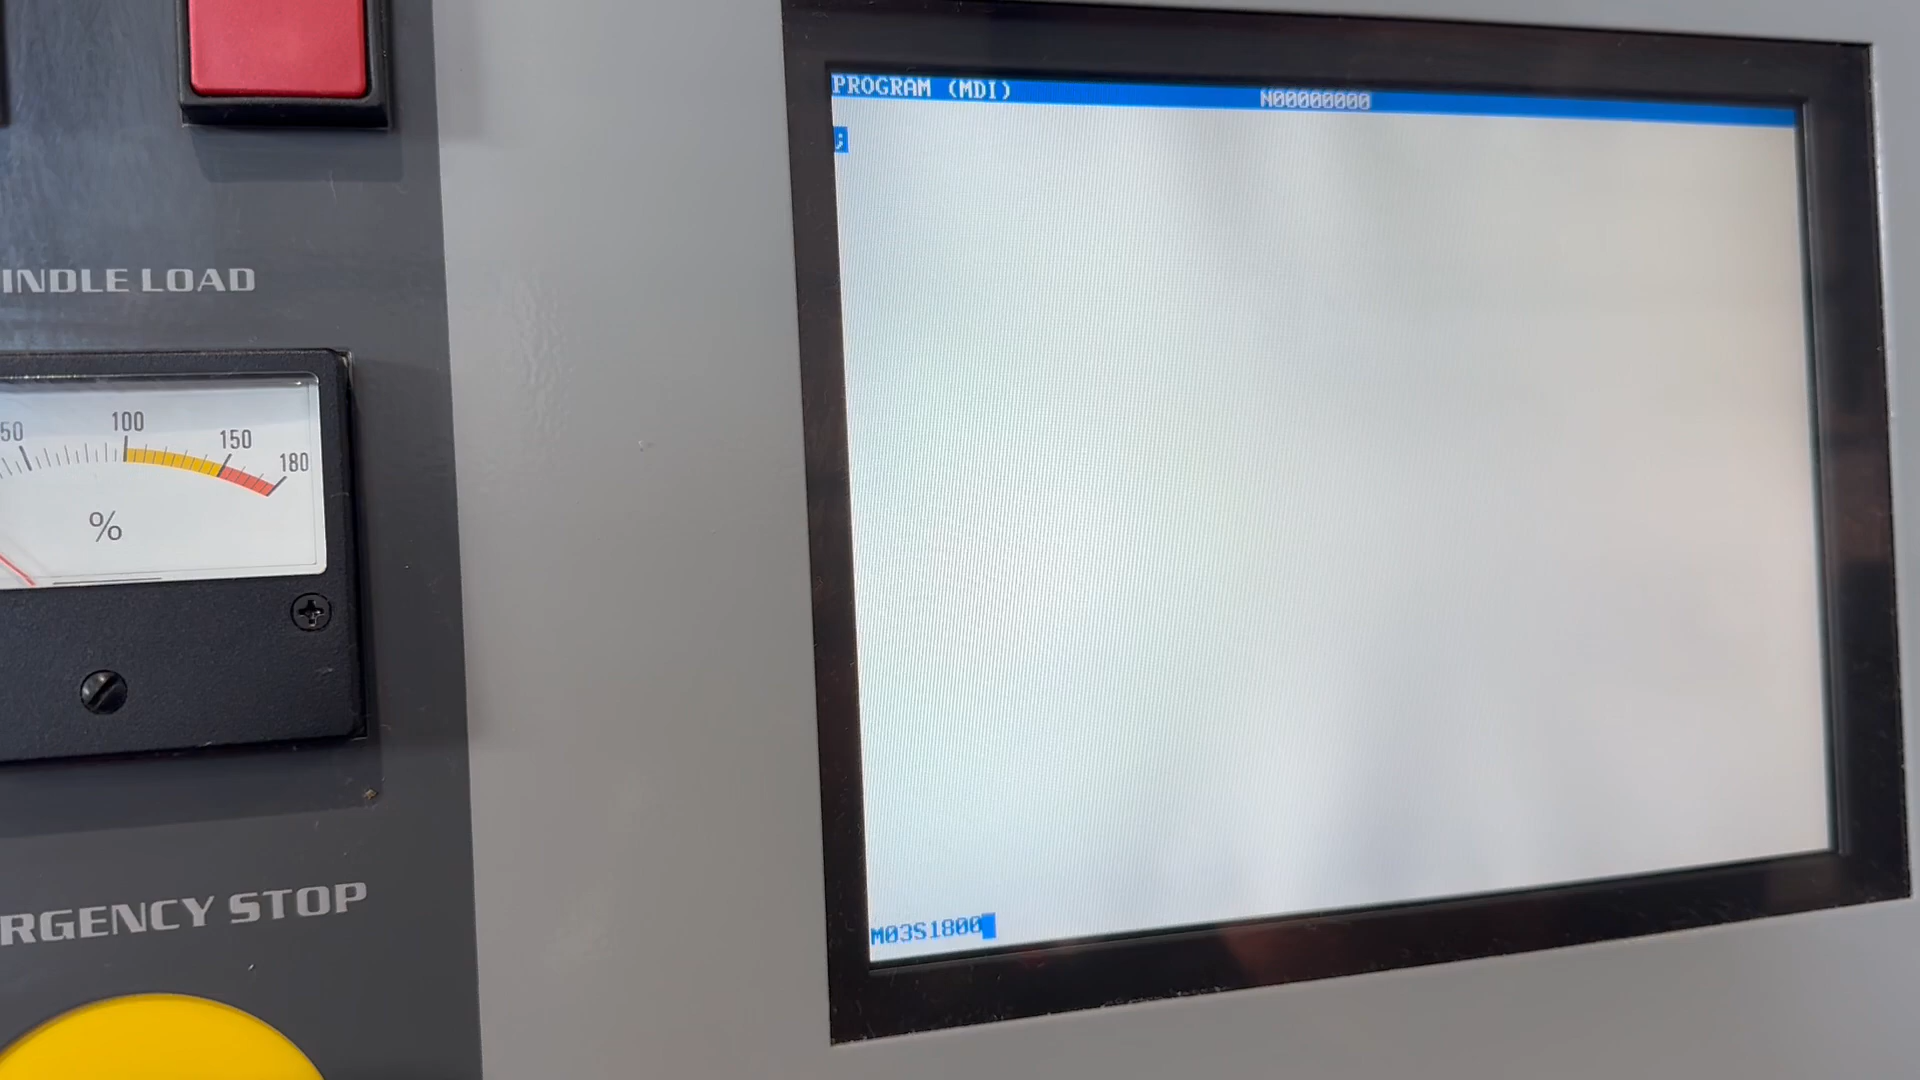 INDLE LOAD
50 100 150 180
%
RGENCY STOP
PROGRAM (MDI) N00000000
;
M03S1800